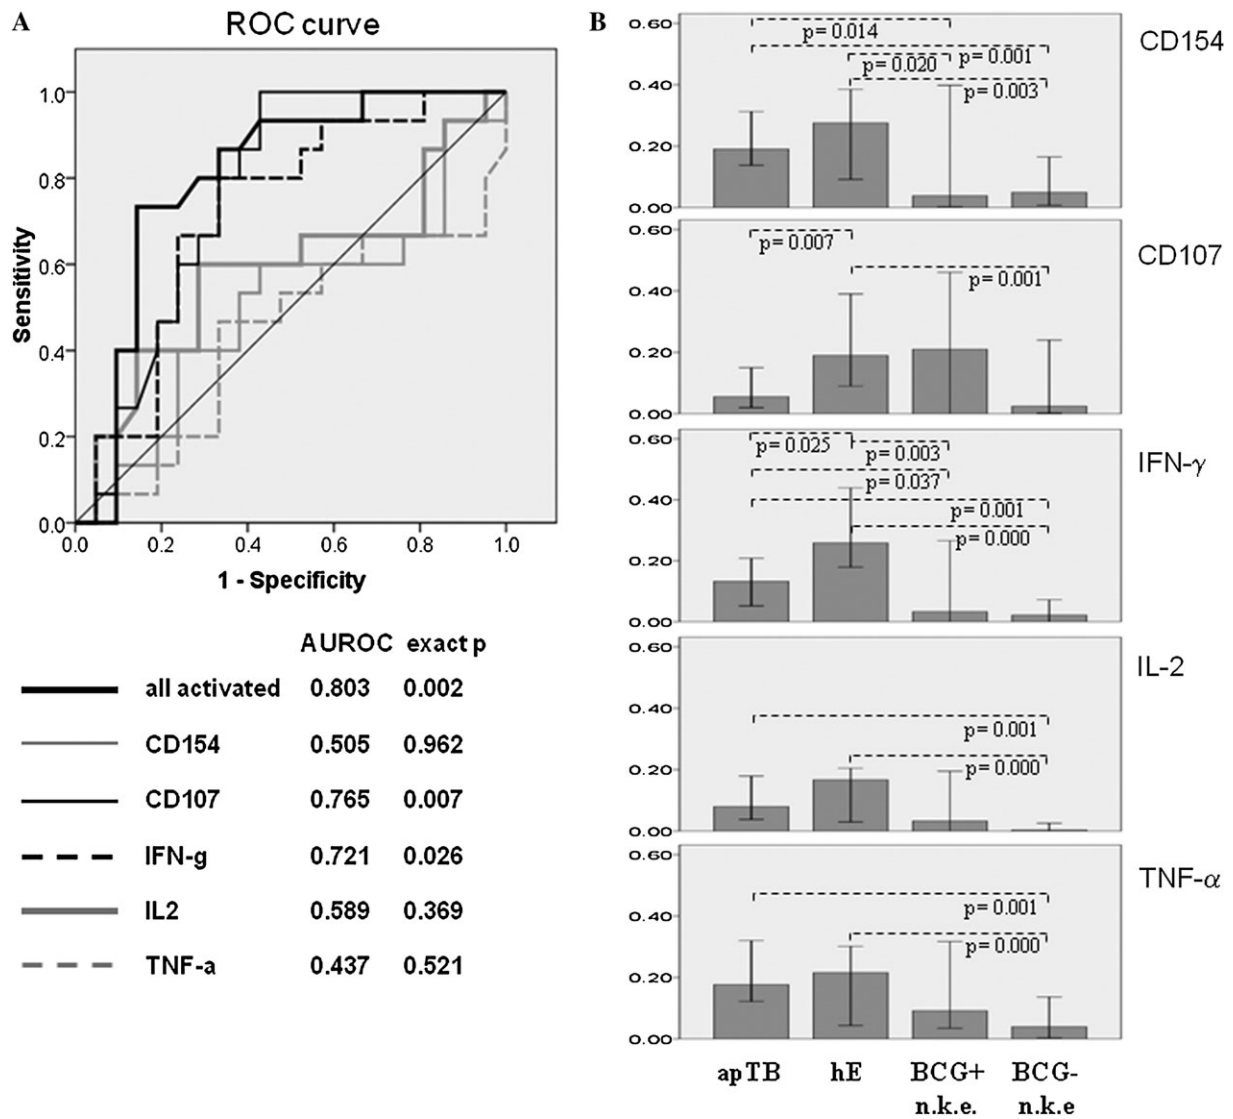 A
ROC curve
1.0
0.8
0.6
0.4
0.2
0.0
Sensitivity
0.0 0.2 0.4 0.6 0.8 1.0
1 - Specificity
AUROC exact p
all activated 0.803 0.002
CD154 0.505 0.962
CD107 0.765 0.007
IFN-g 0.721 0.026
IL2 0.589 0.369
TNF-a 0.437 0.521
B
CD154
0.60
0.40
0.20
0.00
p= 0.014
p= 0.001
p= 0.020
p= 0.003
CD107
0.60
0.40
0.20
0.00
p= 0.007
p= 0.001
IFN-γ
0.60
0.40
0.20
0.00
p= 0.025
p= 0.003
p= 0.037
p= 0.001
p= 0.000
IL-2
0.60
0.40
0.20
0.00
p= 0.001
p= 0.000
TNF-α
0.60
0.40
0.20
0.00
p= 0.001
p= 0.000
apTB hE BCG+ BCG-
n.k.e. n.k.e